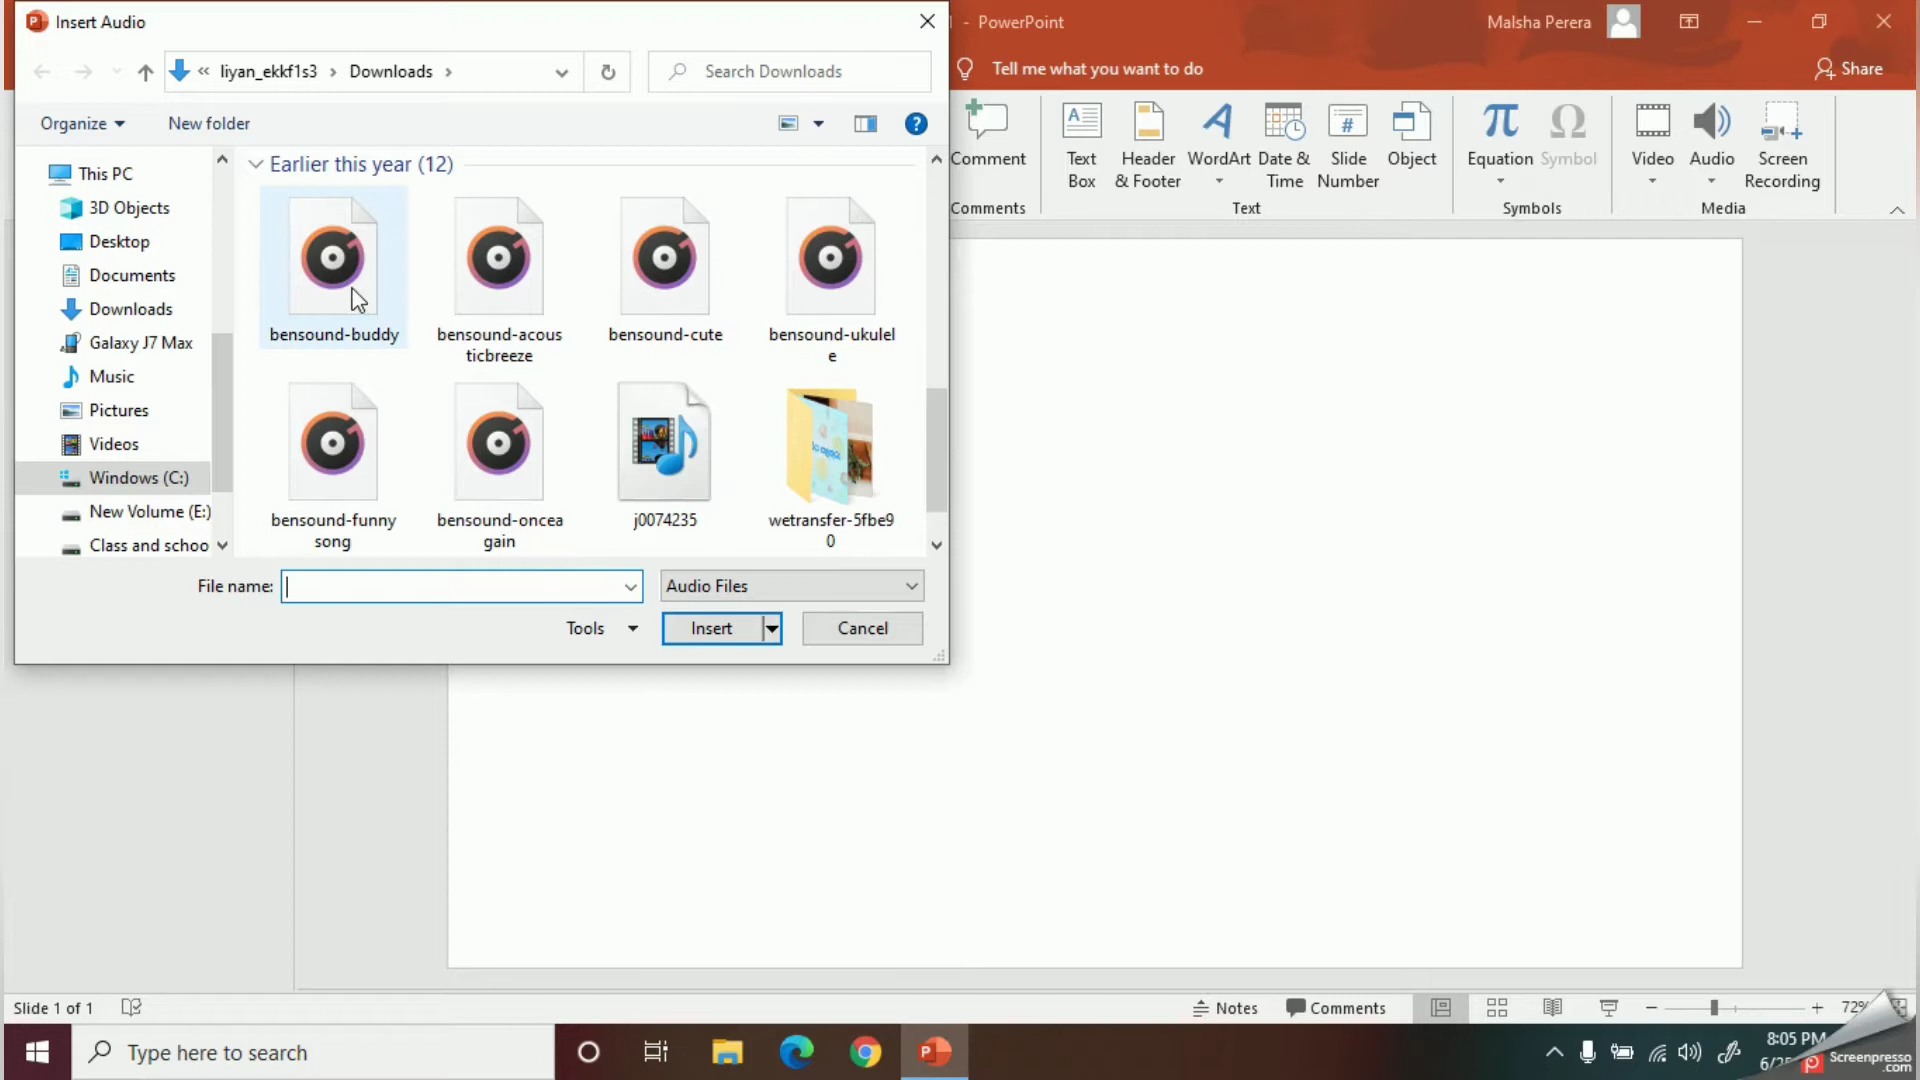 Insert Audio
- PowerPoint
Malsha Perera
« liyan_ekkf1s3 › Downloads ›
Search Downloads
Tell me what you want to do
Share
Organize
New folder
This PC
3D Objects
Desktop
Documents
Downloads
Galaxy J7 Max
Music
Pictures
Videos
Windows (C:)
New Volume (E:)
Class and schoo
Earlier this year (12)
bensound-buddy
bensound-acous
ticbreeze
bensound-cute
bensound-ukulel
e
bensound-funny
song
bensound-oncea
gain
j0074235
wetransfer-5fbe9
0
File name:
Audio Files
Tools
Insert
Cancel
Comment
Comments
Text
Box
Header
& Footer
WordArt
Date &
Time
Slide
Number
Object
Text
Equation
Symbol
Symbols
Video
Audio
Screen
Recording
Media
Slide 1 of 1
Notes
Comments
72%
Type here to search
8:05 PM
Screenpresso
.com